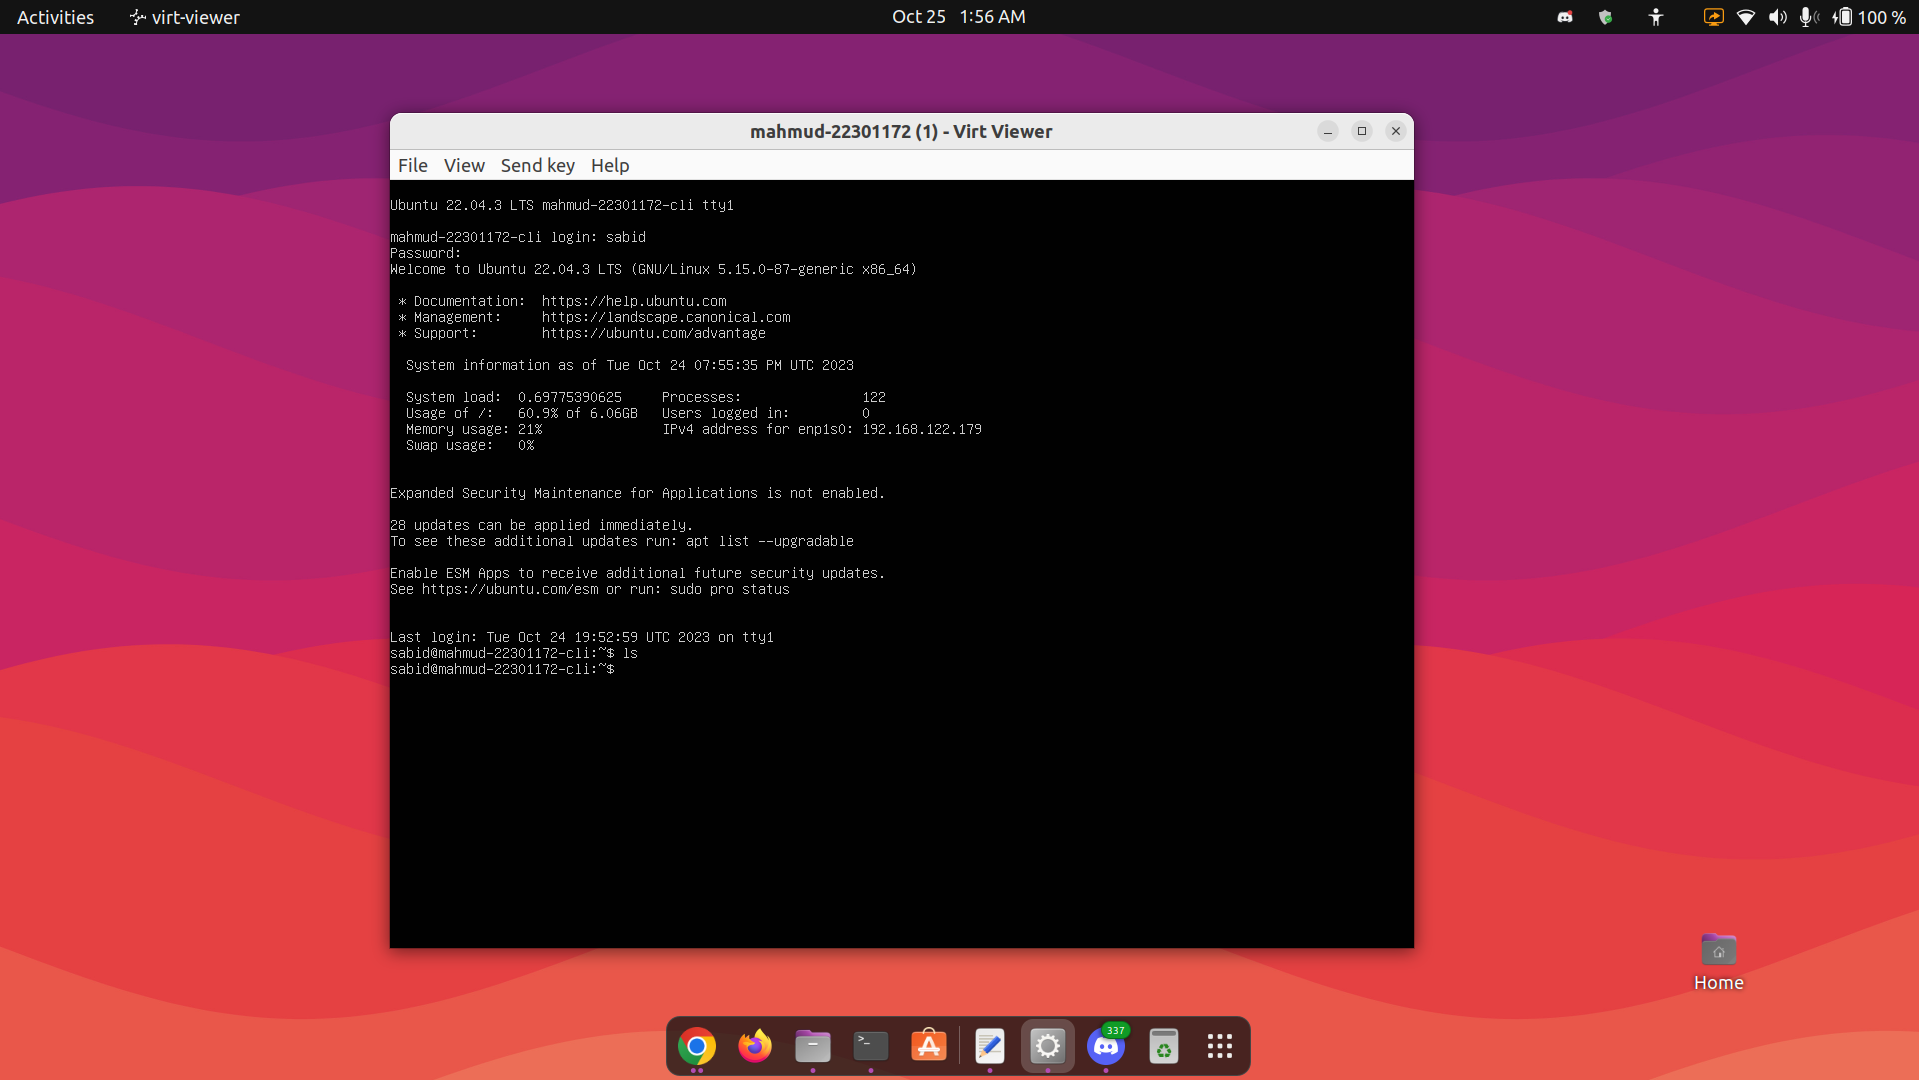 Activities virt-viewer Oct 25 1:56 AM 100 %
mahmud-22301172 (1) - Virt Viewer
File View Send key Help
Ubuntu 22.04.3 LTS mahmud-22301172-cli tty1
mahmud-22301172-cli login: sabid
Password:
Welcome to Ubuntu 22.04.3 LTS (GNU/Linux 5.15.0-87-generic x86_64)
* Documentation: https://help.ubuntu.com
* Management: https://landscape.canonical.com
* Support: https://ubuntu.com/advantage
System information as of Tue Oct 24 07:55:35 PM UTC 2023
System load: 0.69775390625 Processes: 122
Usage of /: 60.9% of 6.06GB Users logged in: 0
Memory usage: 21% IPv4 address for enp1s0: 192.168.122.179
Swap usage: 0%
Expanded Security Maintenance for Applications is not enabled.
28 updates can be applied immediately.
To see these additional updates run: apt list --upgradable
Enable ESM Apps to receive additional future security updates.
See https://ubuntu.com/esm or run: sudo pro status
Last login: Tue Oct 24 19:52:59 UTC 2023 on tty1
sabid@mahmud-22301172-cli:~$ ls
sabid@mahmud-22301172-cli:~$
Home
>_
337